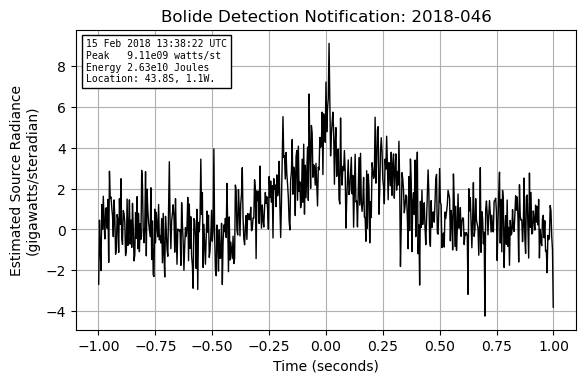 Bolide Detection Notification: 2018-046
15 Feb 2018 13:38:22 UTC
Peak   9.11e09 watts/st
Energy 2.63e10 Joules
Location: 43.8S, 1.1W.
Estimated Source Radiance
(gigawatts/steradian)
8
6
4
2
0
−2
−4
−1.00 −0.75 −0.50 −0.25 0.00 0.25 0.50 0.75 1.00
Time (seconds)